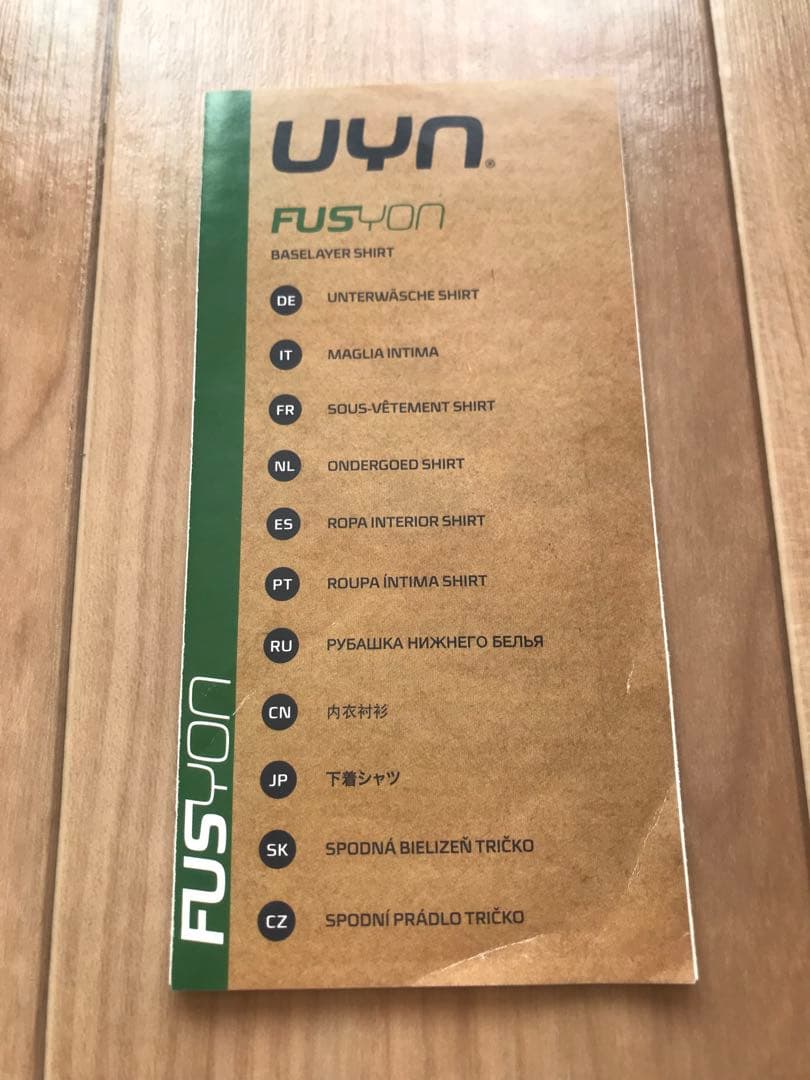 UYN®
FUSYON
BASELAYER SHIRT
DE UNTERWÄSCHE SHIRT
IT MAGLIA INTIMA
FR SOUS-VÊTEMENT SHIRT
NL ONDERGOED SHIRT
ES ROPA INTERIOR SHIRT
PT ROUPA ÍNTIMA SHIRT
RU РУБАШКА НИЖНЕГО БЕЛЬЯ
CN 内衣衬衫
JP 下着シャツ
SK SPODNÁ BIELIZEŇ TRIČKO
CZ SPODNÍ PRÁDLO TRIČKO
FUSYON